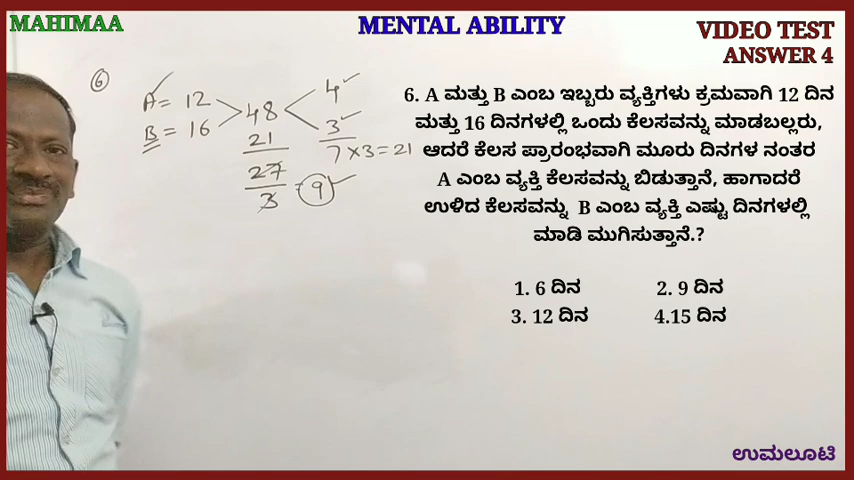 MAHIMAA
MENTAL ABILITY
VIDEO TEST
ANSWER 4
⑥
A = 12
B = 16
48
4
3
7 x 3 = 21
21
27
3
9
6. A ಮತ್ತು B ಎಂಬ ಇಬ್ಬರು ವ್ಯಕ್ತಿಗಳು ಕ್ರಮವಾಗಿ 12 ದಿನ
ಮತ್ತು 16 ದಿನಗಳಲ್ಲಿ ಒಂದು ಕೆಲಸವನ್ನು ಮಾಡಬಲ್ಲರು,
ಆದರೆ ಕೆಲಸ ಪ್ರಾರಂಭವಾಗಿ ಮೂರು ದಿನಗಳ ನಂತರ
A ಎಂಬ ವ್ಯಕ್ತಿ ಕೆಲಸವನ್ನು ಬಿಡುತ್ತಾನೆ, ಹಾಗಾದರೆ
ಉಳಿದ ಕೆಲಸವನ್ನು B ಎಂಬ ವ್ಯಕ್ತಿ ಎಷ್ಟು ದಿನಗಳಲ್ಲಿ
ಮಾಡಿ ಮುಗಿಸುತ್ತಾನೆ.?
1. 6 ದಿನ 2. 9 ದಿನ
3. 12 ದಿನ 4.15 ದಿನ
ಉಮಲೂಟಿ